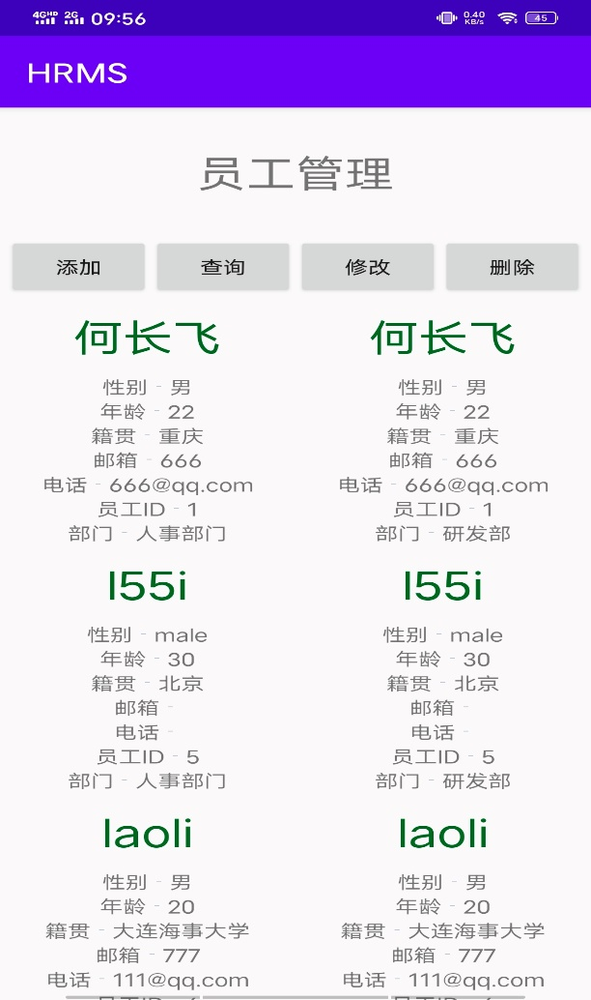 4GHD 2G 09:56 0.40 KB/s 45
HRMS
员工管理
添加 查询 修改 删除
何长飞 何长飞
性别 - 男 性别 - 男
年龄 - 22 年龄 - 22
籍贯 - 重庆 籍贯 - 重庆
邮箱 - 666 邮箱 - 666
电话 - 666@qq.com 电话 - 666@qq.com
员工ID - 1 员工ID - 1
部门 - 人事部门 部门 - 研发部
l55i l55i
性别 - male 性别 - male
年龄 - 30 年龄 - 30
籍贯 - 北京 籍贯 - 北京
邮箱 - 邮箱 -
电话 - 电话 -
员工ID - 5 员工ID - 5
部门 - 人事部门 部门 - 研发部
laoli laoli
性别 - 男 性别 - 男
年龄 - 20 年龄 - 20
籍贯 - 大连海事大学 籍贯 - 大连海事大学
邮箱 - 777 邮箱 - 777
电话 - 111@qq.com 电话 - 111@qq.com